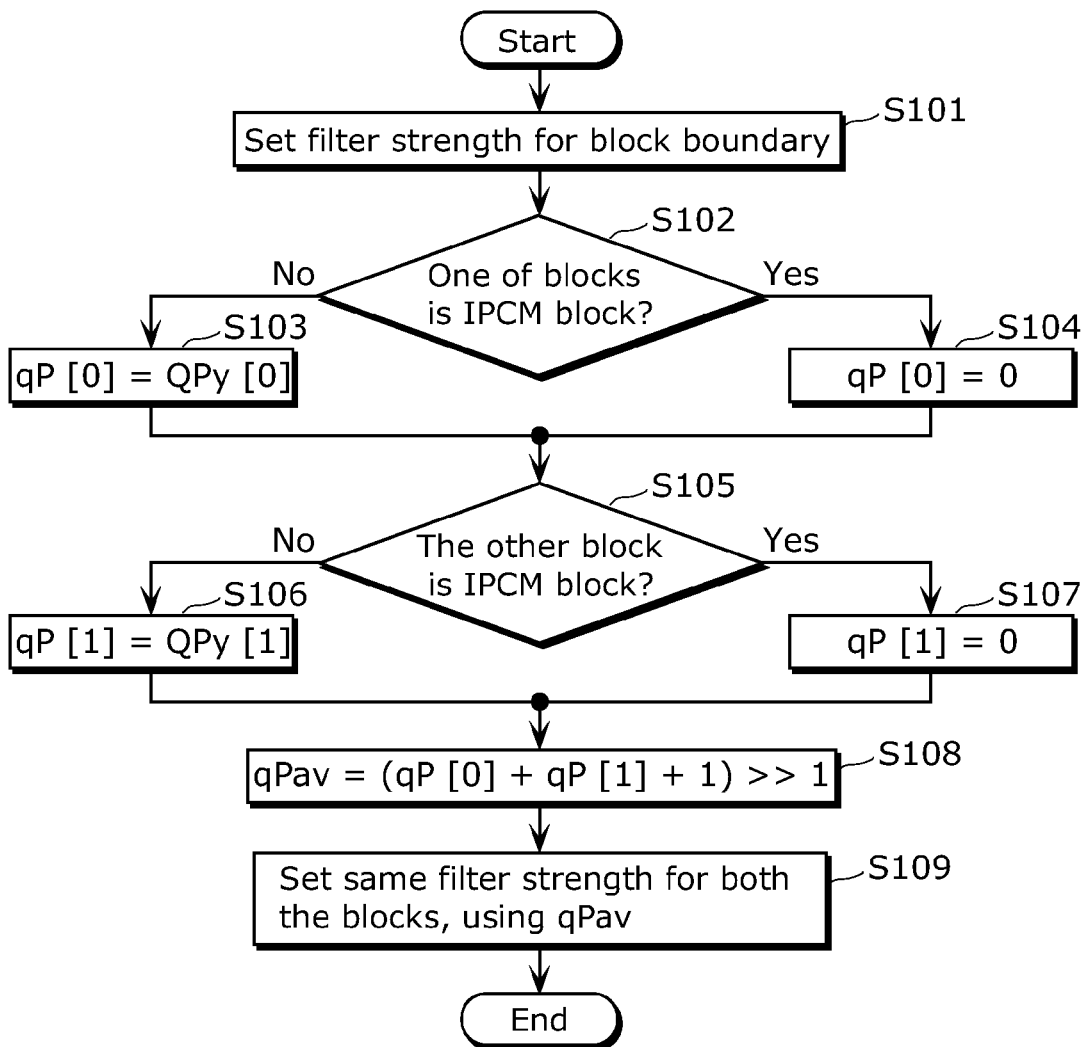 Start
S101
Set filter strength for block boundary
S102
One of blocks
is IPCM block?
No
Yes
S103
qP [0] = QPy [0]
S104
qP [0] = 0
S105
The other block
is IPCM block?
No
Yes
S106
qP [1] = QPy [1]
S107
qP [1] = 0
S108
qPav = (qP [0] + qP [1] + 1) >> 1
S109
Set same filter strength for both
the blocks, using qPav
End